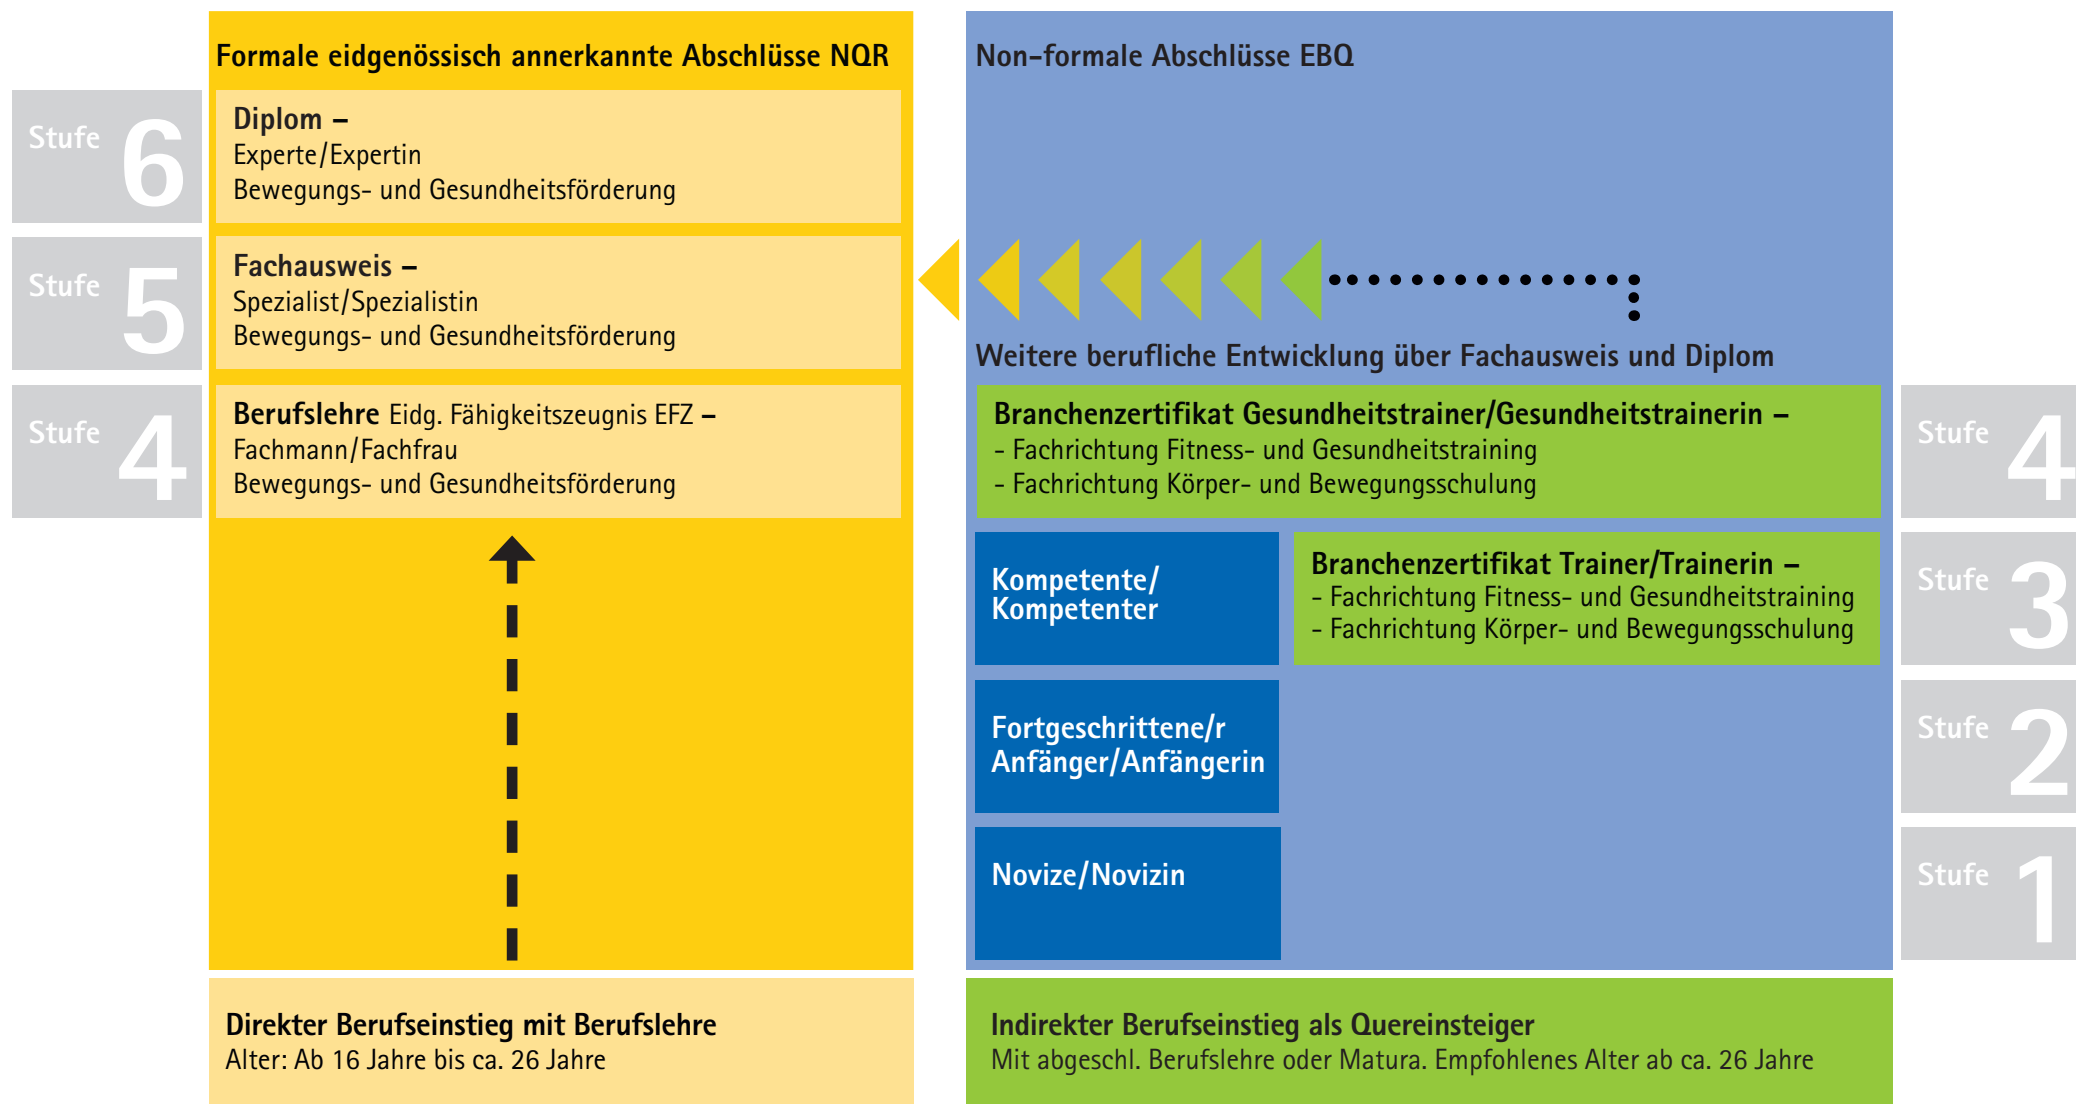 Formale eidgenössisch annerkannte Abschlüsse NQR
Stufe 6
Diplom –
Experte/Expertin
Bewegungs- und Gesundheitsförderung
Stufe 5
Fachausweis –
Spezialist/Spezialistin
Bewegungs- und Gesundheitsförderung
Stufe 4
Berufslehre Eidg. Fähigkeitszeugnis EFZ –
Fachmann/Fachfrau
Bewegungs- und Gesundheitsförderung
Direkter Berufseinstieg mit Berufslehre
Alter: Ab 16 Jahre bis ca. 26 Jahre
Non-formale Abschlüsse EBQ
Weitere berufliche Entwicklung über Fachausweis und Diplom
Branchenzertifikat Gesundheitstrainer/Gesundheitstrainerin –
- Fachrichtung Fitness- und Gesundheitstraining
- Fachrichtung Körper- und Bewegungsschulung
Stufe 4
Kompetente/
Kompetenter
Branchenzertifikat Trainer/Trainerin –
- Fachrichtung Fitness- und Gesundheitstraining
- Fachrichtung Körper- und Bewegungsschulung
Stufe 3
Fortgeschrittene/r
Anfänger/Anfängerin
Stufe 2
Novize/Novizin
Stufe 1
Indirekter Berufseinstieg als Quereinsteiger
Mit abgeschl. Berufslehre oder Matura. Empfohlenes Alter ab ca. 26 Jahre